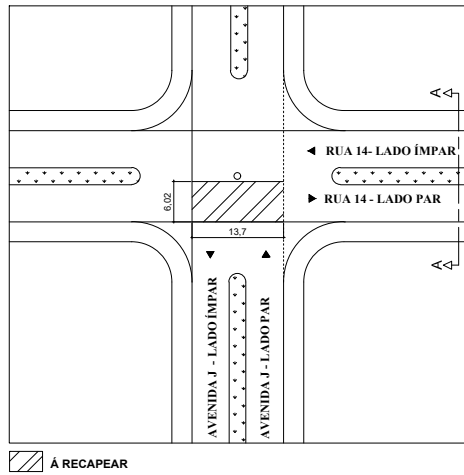 A
RUA 14- LADO ÍMPAR
RUA 14 - LADO PAR
6,02
13,7
A
AVENIDA J - LADO ÍMPAR
AVENIDA J - LADO PAR
Á RECAPEAR